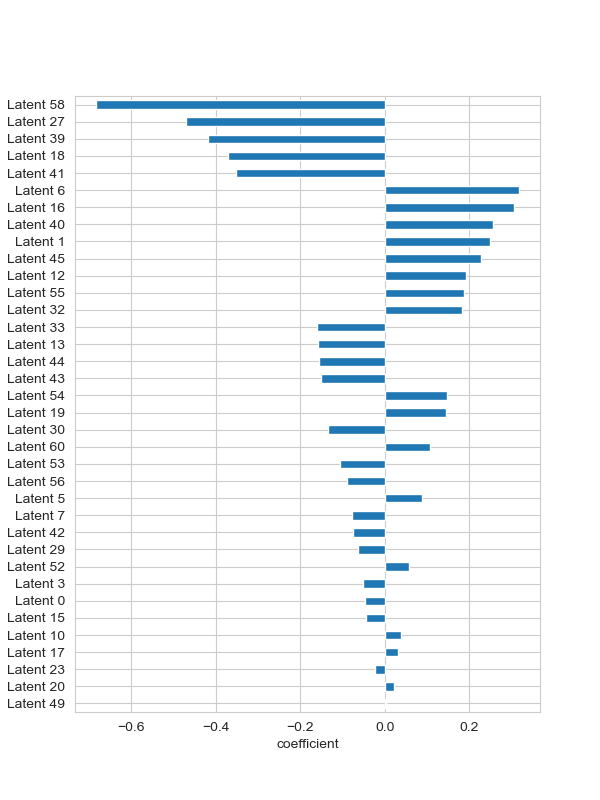 Latent 58
Latent 27
Latent 39
Latent 18
Latent 41
Latent 6
Latent 16
Latent 40
Latent 1
Latent 45
Latent 12
Latent 55
Latent 32
Latent 33
Latent 13
Latent 44
Latent 43
Latent 54
Latent 19
Latent 30
Latent 60
Latent 53
Latent 56
Latent 5
Latent 7
Latent 42
Latent 29
Latent 52
Latent 3
Latent 0
Latent 15
Latent 10
Latent 17
Latent 23
Latent 20
Latent 49
−0.6 −0.4 −0.2 0.0 0.2
coefficient